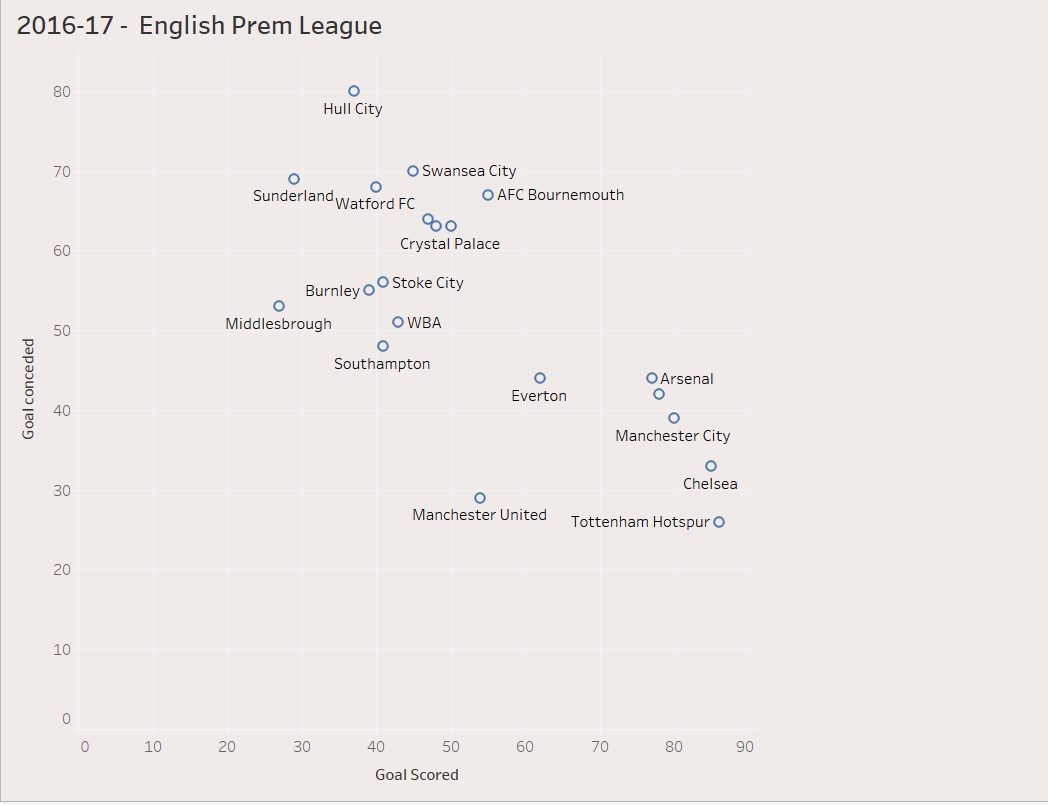 2016-17 - English Prem League
80
Hull City
70
Swansea City
Sunderland
AFC Bournemouth
Watford FC
60
Crystal Palace
Stoke City
Burnley
Middlesbrough
50
WBA
Southampton
Goal conceded
Arsenal
Everton
40
Manchester City
Chelsea
30
Manchester United
Tottenham Hotspur
20
10
0
0 10 20 30 40 50 60 70 80 90
Goal Scored